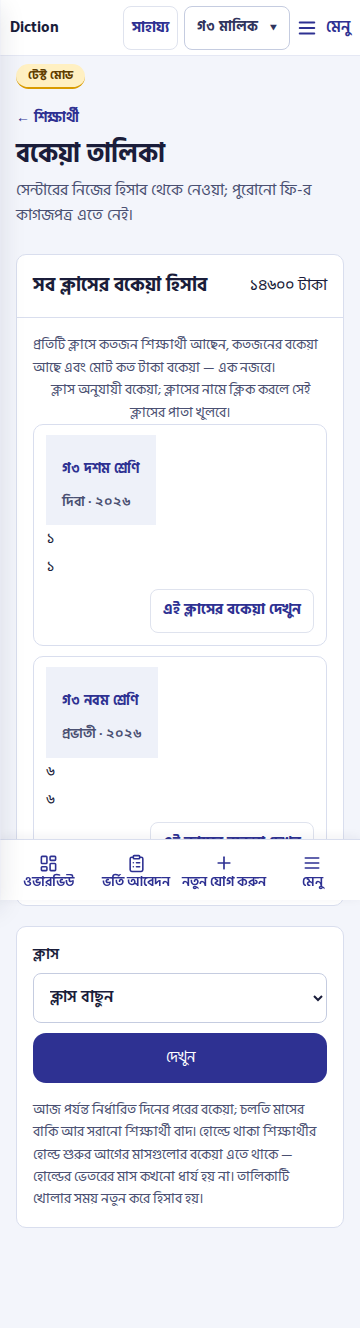 Diction
সাহায্য
গ৩ মালিক
মেনু
টেস্ট মোড
← শিক্ষার্থী
বকেয়া তালিকা
সেন্টারের নিজের হিসাব থেকে নেওয়া; পুরোনো ফি-র
কাগজপত্র এতে নেই।
সব ক্লাসের বকেয়া হিসাব
১৪৬০০ টাকা
প্রতিটি ক্লাসে কতজন শিক্ষার্থী আছেন, কতজনের বকেয়া
আছে এবং মোট কত টাকা বকেয়া — এক নজরে।
ক্লাস অনুযায়ী বকেয়া; ক্লাসের নামে ক্লিক করলে সেই
ক্লাসের পাতা খুলবে।
গ৩ দশম শ্রেণি
দিবা · ২০২৬
১
১
এই ক্লাসের বকেয়া দেখুন
গ৩ নবম শ্রেণি
প্রভাতী · ২০২৬
৬
৬
ওভারভিউ
ভর্তি আবেদন
নতুন যোগ করুন
মেনু
ক্লাস
ক্লাস বাছুন
দেখুন
আজ পর্যন্ত নির্ধারিত দিনের পরের বকেয়া; চলতি মাসের
বাকি আর সরানো শিক্ষার্থী বাদ। হোল্ডে থাকা শিক্ষার্থীর
হোল্ড শুরুর আগের মাসগুলোর বকেয়া এতে থাকে —
হোল্ডের ভেতরের মাস কখনো ধার্য হয় না। তালিকাটি
খোলার সময় নতুন করে হিসাব হয়।